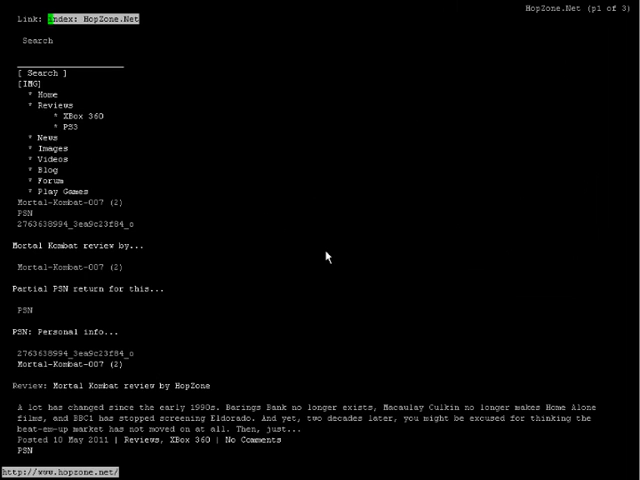 HopZone.Net (p1 of 3)
Link: index: HopZone.Net
Search
[ Search ]
[IMG]
* Home
* Reviews
* XBox 360
* PS3
* News
* Images
* Videos
* Blog
* Forum
* Play Games
Mortal-Kombat-007 (2)
PSN
2763638994_3ea9c23f84_o
Mortal Kombat review by...
Mortal-Kombat-007 (2)
Partial PSN return for this...
PSN
PSN: Personal info...
2763638994_3ea9c23f84_o
Mortal-Kombat-007 (2)
Review: Mortal Kombat review by HopZone
A lot has changed since the early 1990s. Barings Bank no longer exists, Macaulay Culkin no longer makes Home Alone
films, and BBC1 has stopped screening Eldorado. And yet, two decades later, you might be excused for thinking the
beat-em-up market has not moved on at all. Then, just...
Posted 10 May 2011 | Reviews, XBox 360 | No Comments
PSN
http://www.hopzone.net/